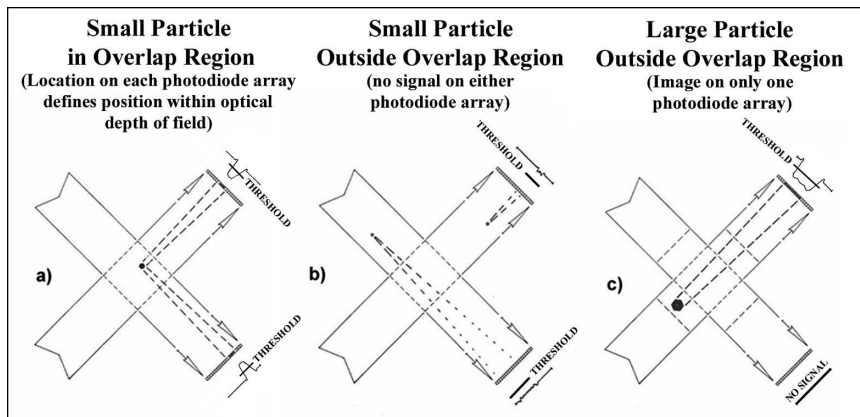 Small Particle
in Overlap Region
(Location on each photodiode array
defines position within optical
depth of field)
THRESHOLD
a)
THRESHOLD
Small Particle
Outside Overlap Region
(no signal on either
photodiode array)
THRESHOLD
b)
THRESHOLD
Large Particle
Outside Overlap Region
(Image on only one
photodiode array)
THRESHOLD
c)
NO SIGNAL